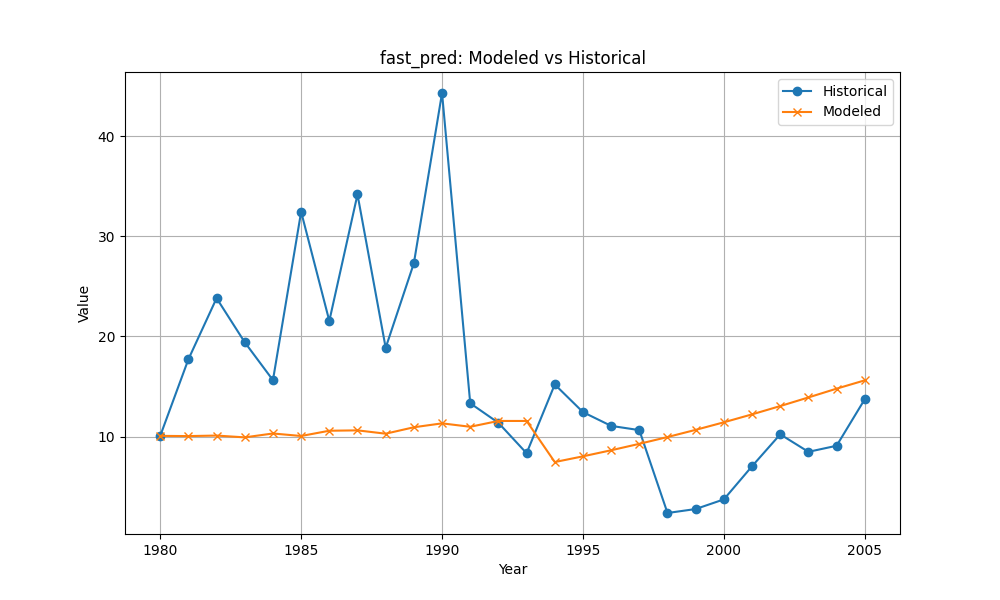 fast_pred: Modeled vs Historical
Historical
Modeled
40
30
20
10
Value
1980 1985 1990 1995 2000 2005
Year